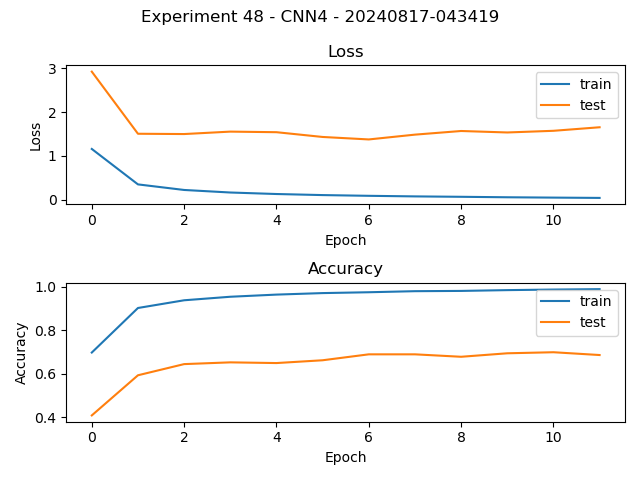 Experiment 48 - CNN4 - 20240817-043419
Loss
3
2
1
0
Loss
train
test
0 2 4 6 8 10
Epoch
Accuracy
1.0
0.8
0.6
0.4
Accuracy
train
test
0 2 4 6 8 10
Epoch